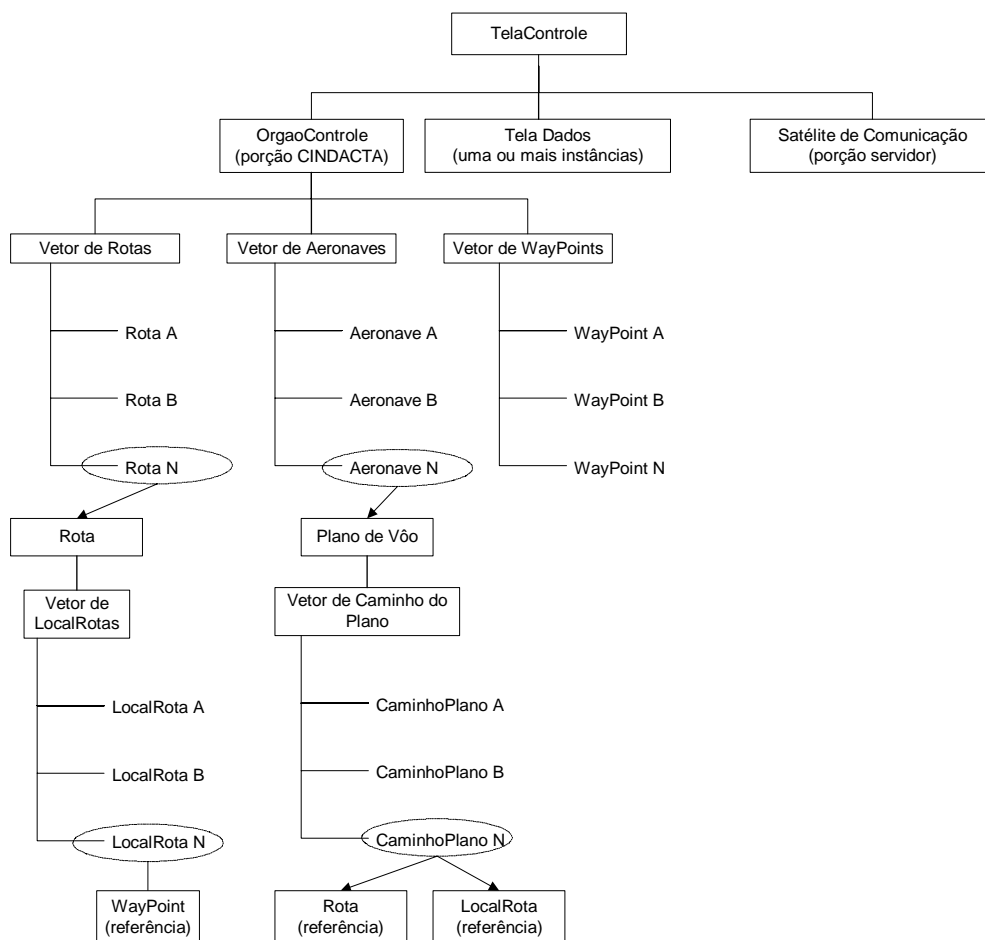 TelaControle
OrgaoControle
(porção CINDACTA)
Tela Dados
(uma ou mais instâncias)
Satélite de Comunicação
(porção servidor)
Vetor de Rotas
Vetor de Aeronaves
Vetor de WayPoints
Rota A
Aeronave A
WayPoint A
Rota B
Aeronave B
WayPoint B
Rota N
Aeronave N
WayPoint N
Rota
Plano de Vôo
Vetor de
LocalRotas
Vetor de Caminho do
Plano
LocalRota A
CaminhoPlano A
LocalRota B
CaminhoPlano B
LocalRota N
CaminhoPlano N
WayPoint
(referência)
Rota
(referência)
LocalRota
(referência)